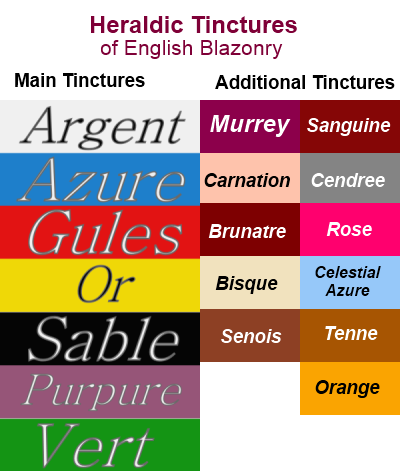 Heraldic Tinctures
of English Blazonry
Main Tinctures
Argent
Azure
Gules
Or
Sable
Purpure
Vert
Additional Tinctures
Murrey
Sanguine
Carnation
Cendree
Brunatre
Rose
Bisque
Celestial
Azure
Senois
Tenne
Orange